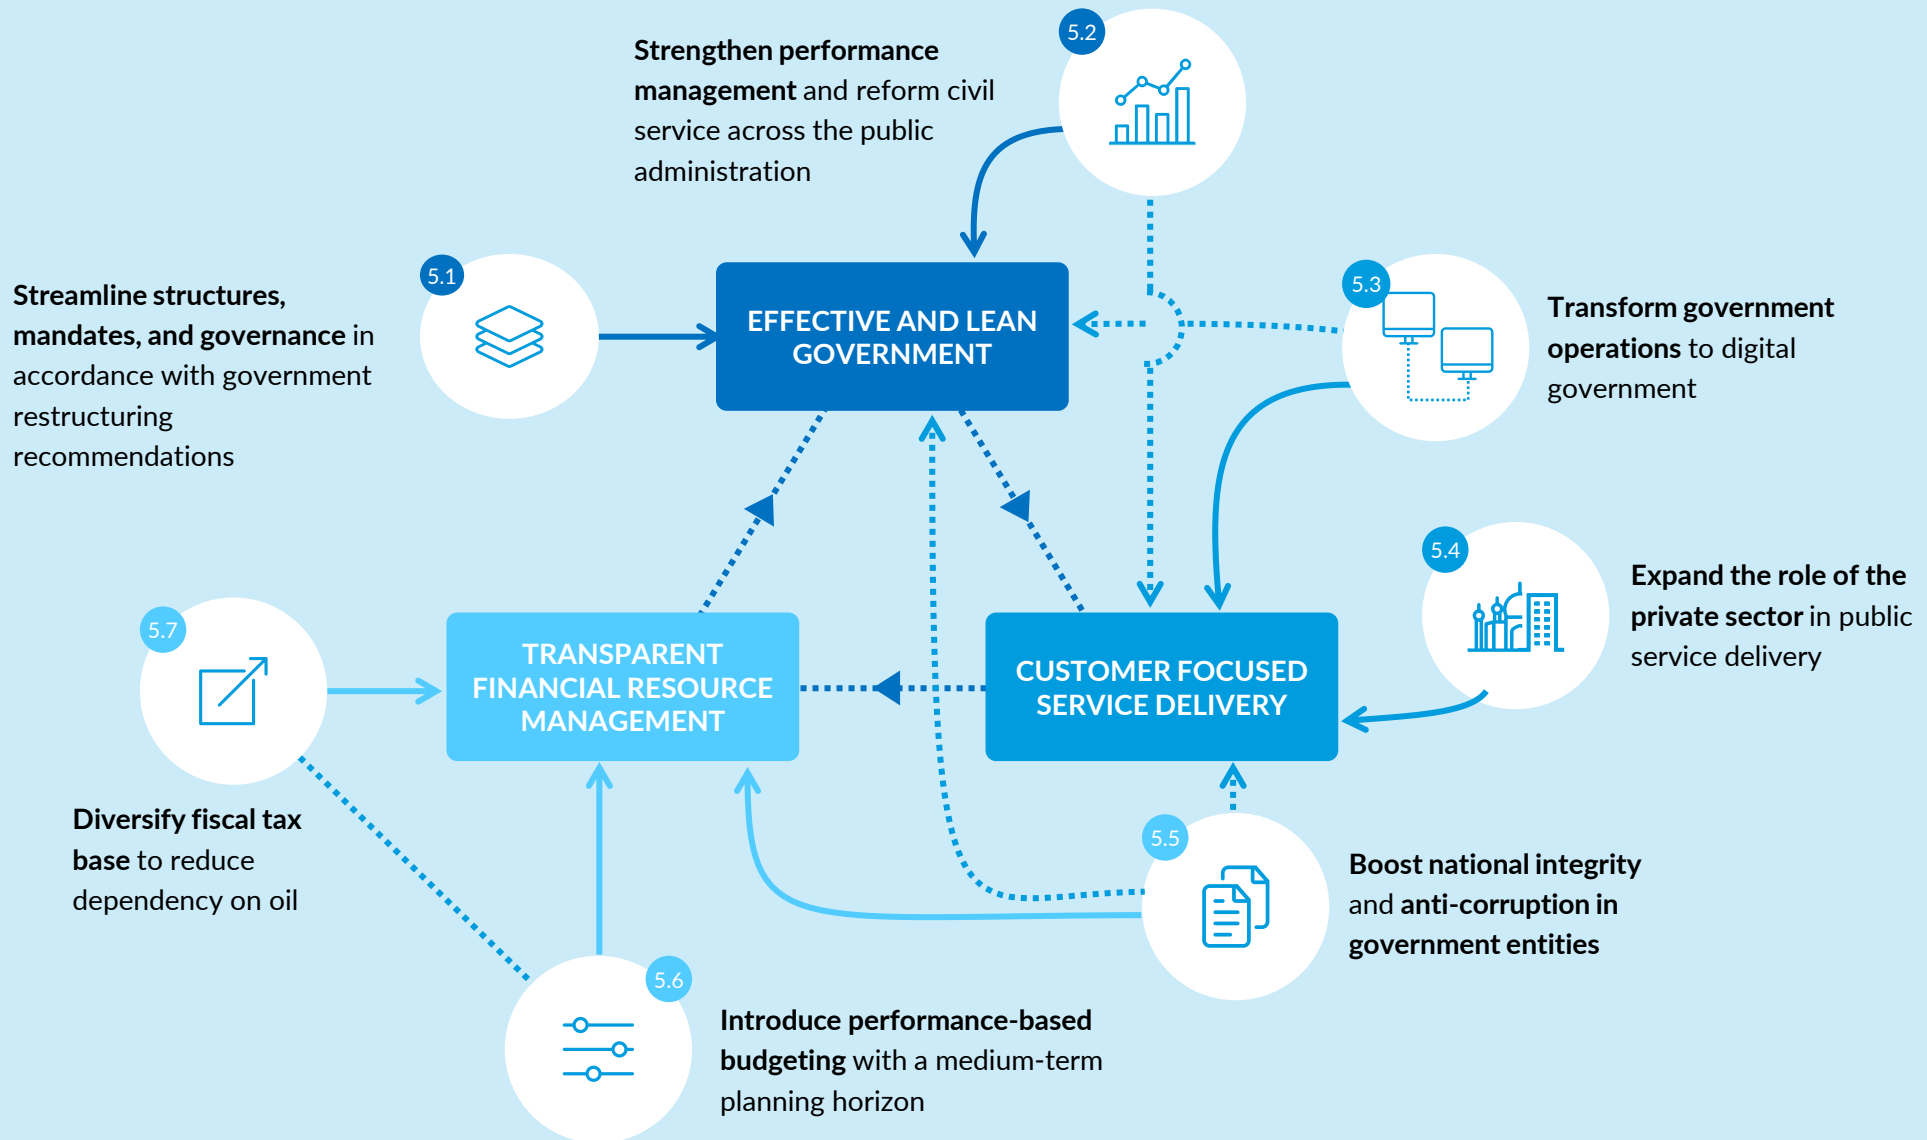 5.2
Strengthen performance
management and reform civil
service across the public
administration
5.1
Streamline structures,
mandates, and governance in
accordance with government
restructuring
recommendations
EFFECTIVE AND LEAN
GOVERNMENT
5.3
Transform government
operations to digital
government
5.4
Expand the role of the
private sector in public
service delivery
5.7
TRANSPARENT
FINANCIAL RESOURCE
MANAGEMENT
CUSTOMER FOCUSED
SERVICE DELIVERY
Diversify fiscal tax
base to reduce
dependency on oil
5.5
Boost national integrity
and anti-corruption in
government entities
5.6
Introduce performance-based
budgeting with a medium-term
planning horizon